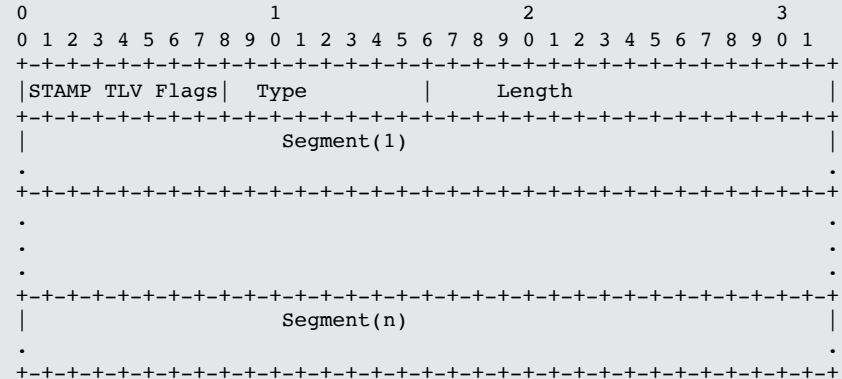 0                   1                   2                   3
0 1 2 3 4 5 6 7 8 9 0 1 2 3 4 5 6 7 8 9 0 1 2 3 4 5 6 7 8 9 0 1
+-+-+-+-+-+-+-+-+-+-+-+-+-+-+-+-+-+-+-+-+-+-+-+-+-+-+-+-+-+-+-+-+
|STAMP TLV Flags|  Type         |     Length                    |
+-+-+-+-+-+-+-+-+-+-+-+-+-+-+-+-+-+-+-+-+-+-+-+-+-+-+-+-+-+-+-+-+
|                    Segment(1)                                 |
.                                                               .
+-+-+-+-+-+-+-+-+-+-+-+-+-+-+-+-+-+-+-+-+-+-+-+-+-+-+-+-+-+-+-+-+
.                                                               .
.                                                               .
.                                                               .
+-+-+-+-+-+-+-+-+-+-+-+-+-+-+-+-+-+-+-+-+-+-+-+-+-+-+-+-+-+-+-+-+
|                    Segment(n)                                 |
.                                                               .
+-+-+-+-+-+-+-+-+-+-+-+-+-+-+-+-+-+-+-+-+-+-+-+-+-+-+-+-+-+-+-+-+